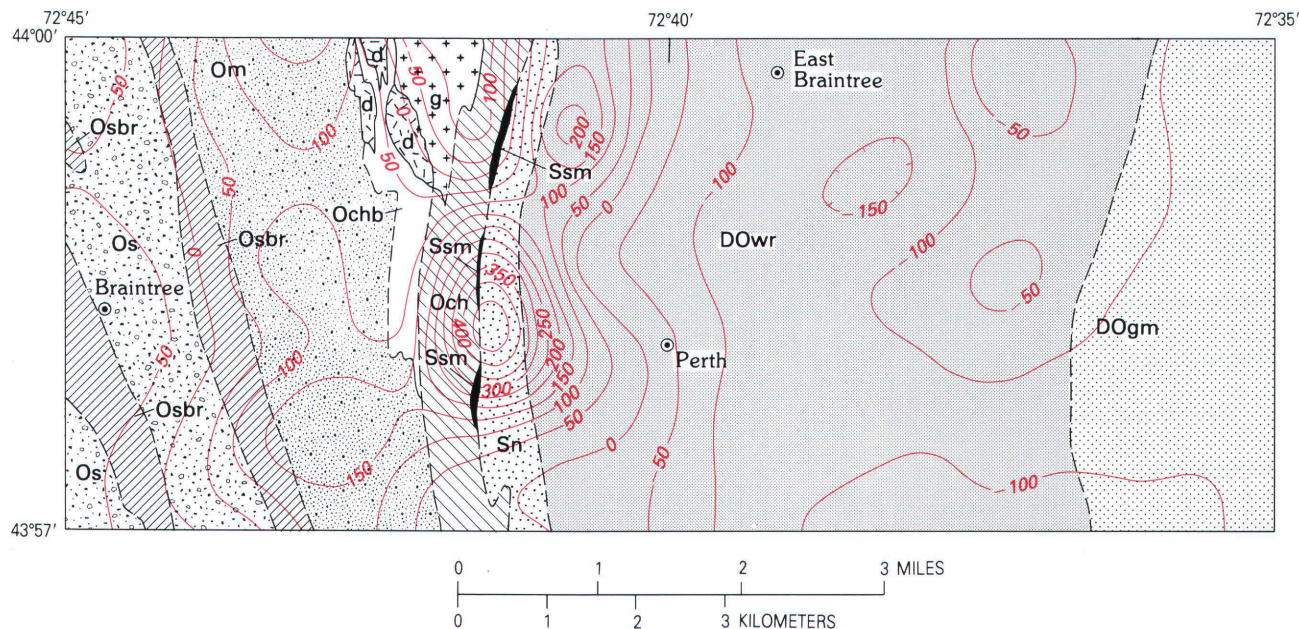 72°45′ 72°40′ 72°35′
44°00′
East
Braintree
Om
d
50
50
g
100
d
0
d
200
50
Osbr
100
150
50
Ssm
100
50
100
50
0
150
Ochb
DOwr
Os
0
Osbr
Ssm
350
100
50
Braintree
Och
400
250
DOgm
200
Perth
50
100
Ssm
150
300
100
Osbr
50
Sn
0
50
Os
150
100
43°57′
0 1 2 3 MILES
0 1 2 3 KILOMETERS